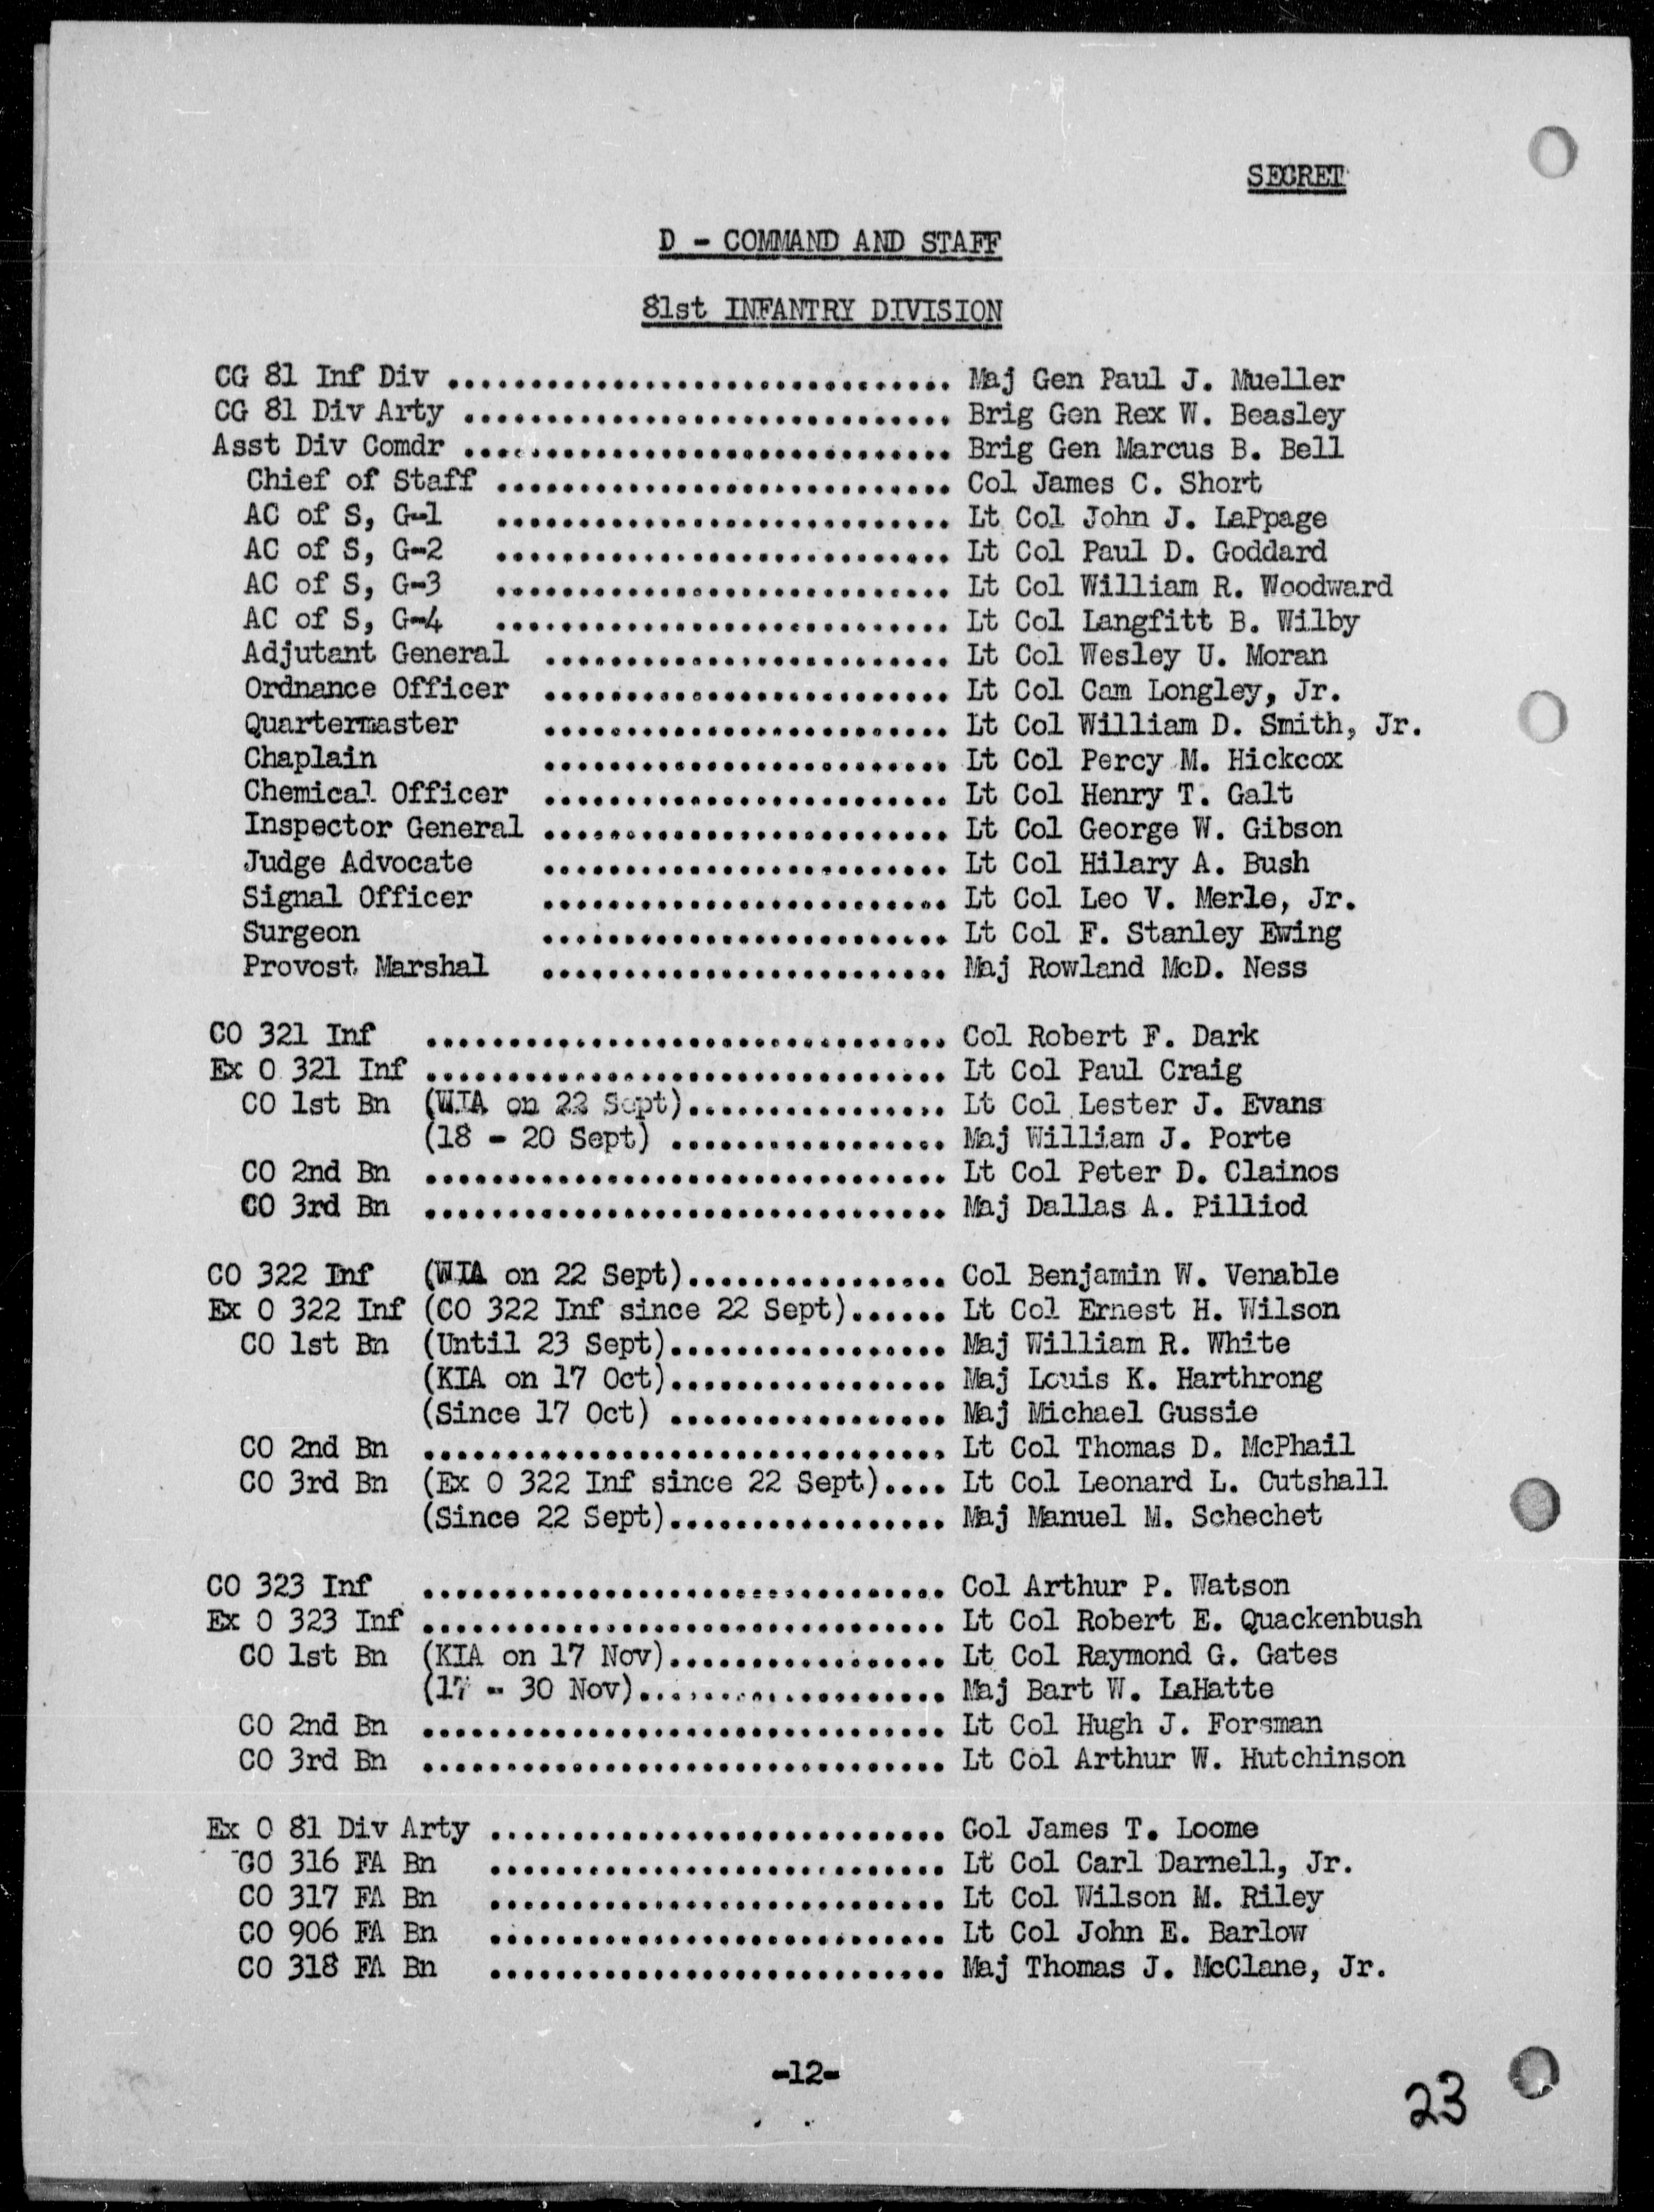 SECRET
D - COMMAND AND STAFF
81st INFANTRY DIVISION
CG 81 Inf Div ............................... Maj Gen Paul J. Mueller
CG 81 Div Arty .............................. Brig Gen Rex W. Beasley
Asst Div Comdr .............................. Brig Gen Marcus B. Bell
Chief of Staff ............................ Col James C. Short
AC of S, G-1 ............................ Lt Col John J. LaPpage
AC of S, G-2 ............................ Lt Col Paul D. Goddard
AC of S, G-3 ............................ Lt Col William R. Woodward
AC of S, G-4 ............................ Lt Col Langfitt B. Wilby
Adjutant General ......................... Lt Col Wesley U. Moran
Ordnance Officer ......................... Lt Col Cam Longley, Jr.
Quartermaster ......................... Lt Col William D. Smith, Jr.
Chaplain ......................... Lt Col Percy M. Hickcox
Chemical Officer ......................... Lt Col Henry T. Galt
Inspector General ......................... Lt Col George W. Gibson
Judge Advocate ......................... Lt Col Hilary A. Bush
Signal Officer ......................... Lt Col Leo V. Merle, Jr.
Surgeon ......................... Lt Col F. Stanley Ewing
Provost Marshal ......................... Maj Rowland McD. Ness
CO 321 Inf ................................ Col Robert F. Dark
Ex O 321 Inf ................................ Lt Col Paul Craig
CO 1st Bn (WIA on 22 Sept)................ Lt Col Lester J. Evans
(18 - 20 Sept) ................. Maj William J. Porte
CO 2nd Bn ................................ Lt Col Peter D. Clainos
CO 3rd Bn ................................ Maj Dallas A. Pilliod
CO 322 Inf (WIA on 22 Sept)................ Col Benjamin W. Venable
Ex O 322 Inf (CO 322 Inf since 22 Sept)...... Lt Col Ernest H. Wilson
CO 1st Bn (Until 23 Sept)................. Maj William R. White
(KIA on 17 Oct)................. Maj Louis K. Harthrong
(Since 17 Oct) ................. Maj Michael Gussie
CO 2nd Bn ................................ Lt Col Thomas D. McPhail
CO 3rd Bn (Ex O 322 Inf since 22 Sept).... Lt Col Leonard L. Cutshall
(Since 22 Sept)................. Maj Manuel M. Schechet
CO 323 Inf ................................ Col Arthur P. Watson
Ex O 323 Inf ................................ Lt Col Robert E. Quackenbush
CO 1st Bn (KIA on 17 Nov)................. Lt Col Raymond G. Gates
(17 - 30 Nov)................... Maj Bart W. LaHatte
CO 2nd Bn ................................ Lt Col Hugh J. Forsman
CO 3rd Bn ................................ Lt Col Arthur W. Hutchinson
Ex O 81 Div Arty ............................ Col James T. Loome
CO 316 FA Bn ............................ Lt Col Carl Darnell, Jr.
CO 317 FA Bn ............................ Lt Col Wilson M. Riley
CO 906 FA Bn ............................ Lt Col John E. Barlow
CO 318 FA Bn ............................ Maj Thomas J. McClane, Jr.
-12-
23